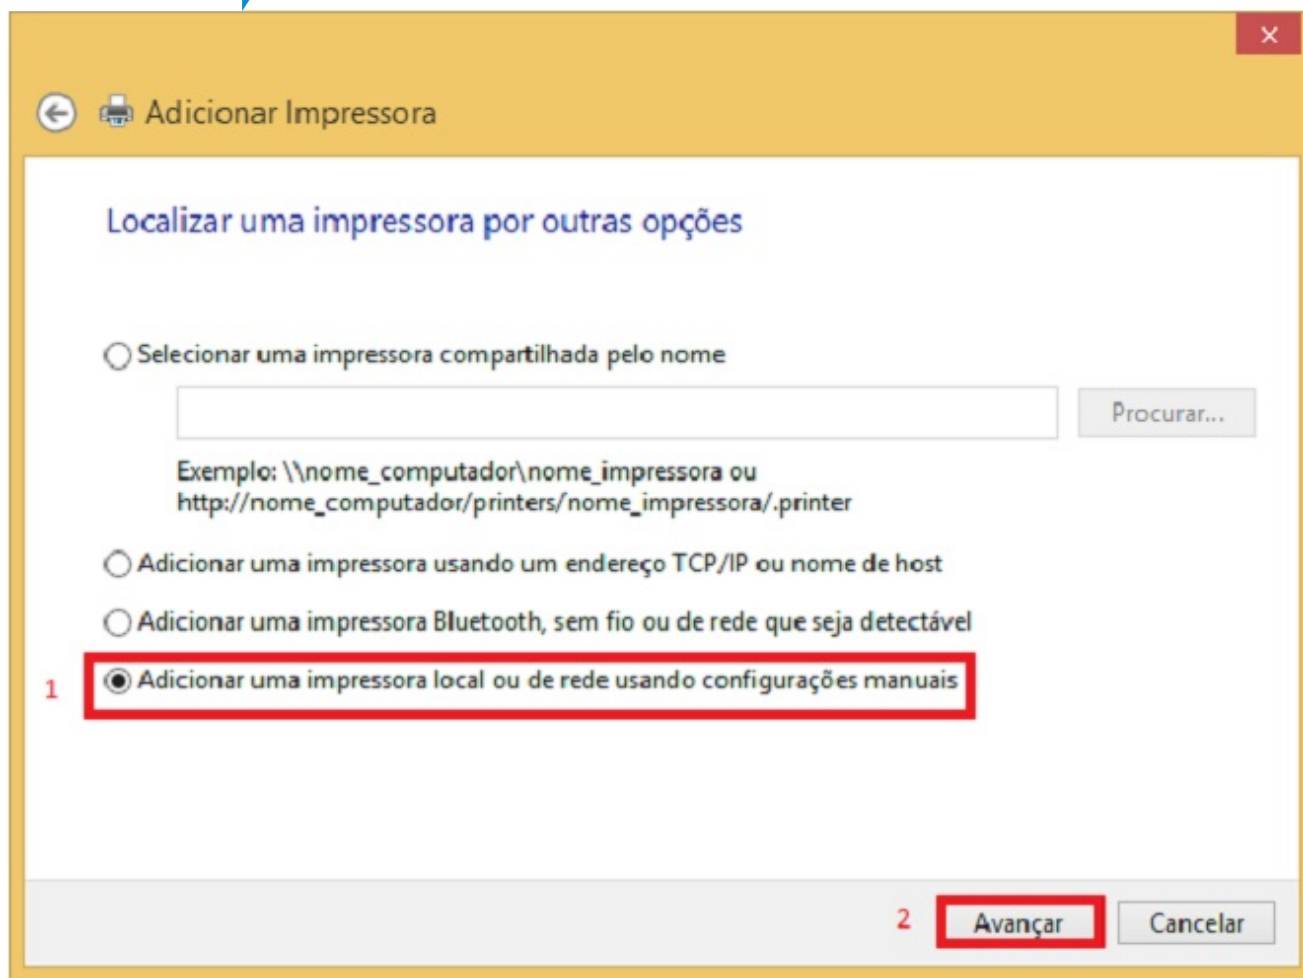 Adicionar Impressora
Localizar uma impressora por outras opções
Selecionar uma impressora compartilhada pelo nome
Procurar...
Exemplo: \\nome_computador\nome_impressora ou
http://nome_computador/printers/nome_impressora/.printer
Adicionar uma impressora usando um endereço TCP/IP ou nome de host
Adicionar uma impressora Bluetooth, sem fio ou de rede que seja detectável
1 Adicionar uma impressora local ou de rede usando configurações manuais
2 Avançar Cancelar